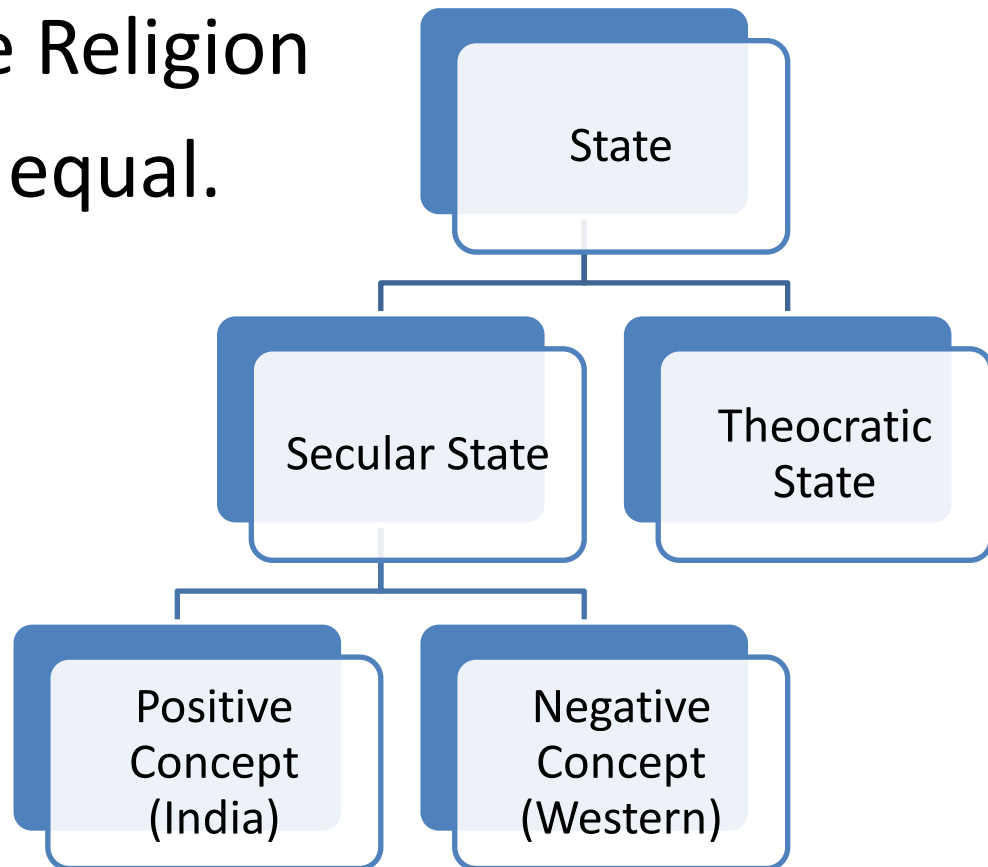 e Religion
equal.
State
Secular State
Theocratic
State
Positive
Concept
(India)
Negative
Concept
(Western)